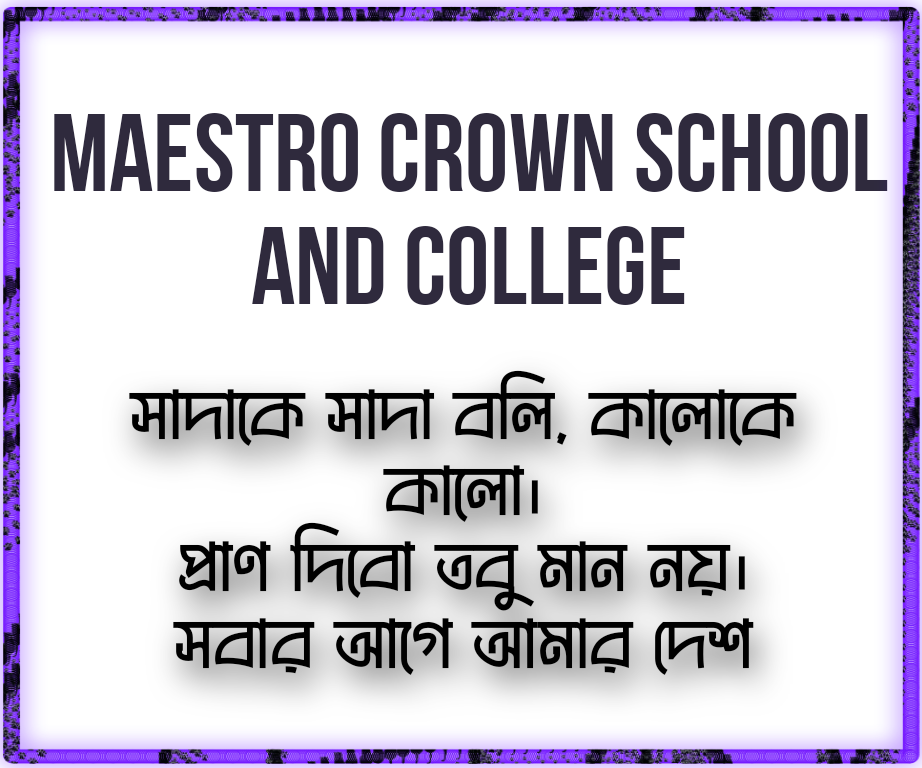 MAESTRO CROWN SCHOOL
AND COLLEGE
সাদাকে সাদা বলি, কালোকে
কালো।
প্রাণ দিবো তবু মান নয়।
সবার আগে আমার দেশ